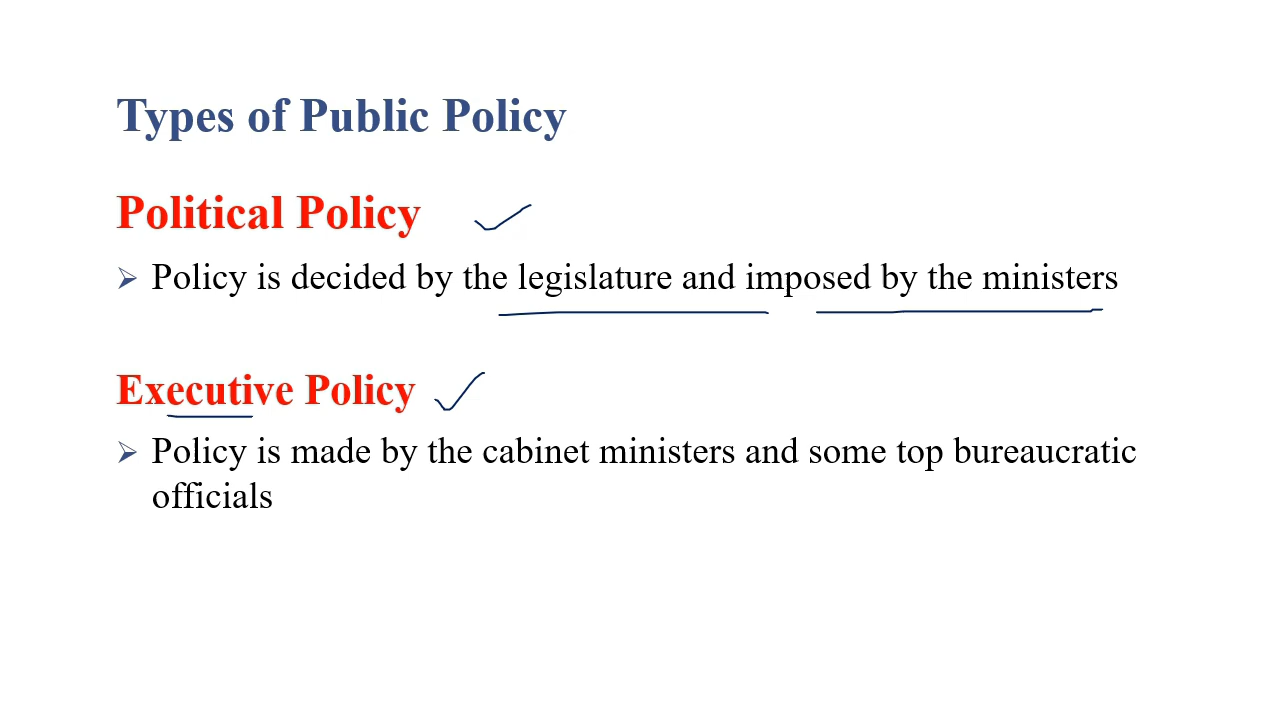 Types of Public Policy
Political Policy
Policy is decided by the legislature and imposed by the ministers
Executive Policy
Policy is made by the cabinet ministers and some top bureaucratic
officials